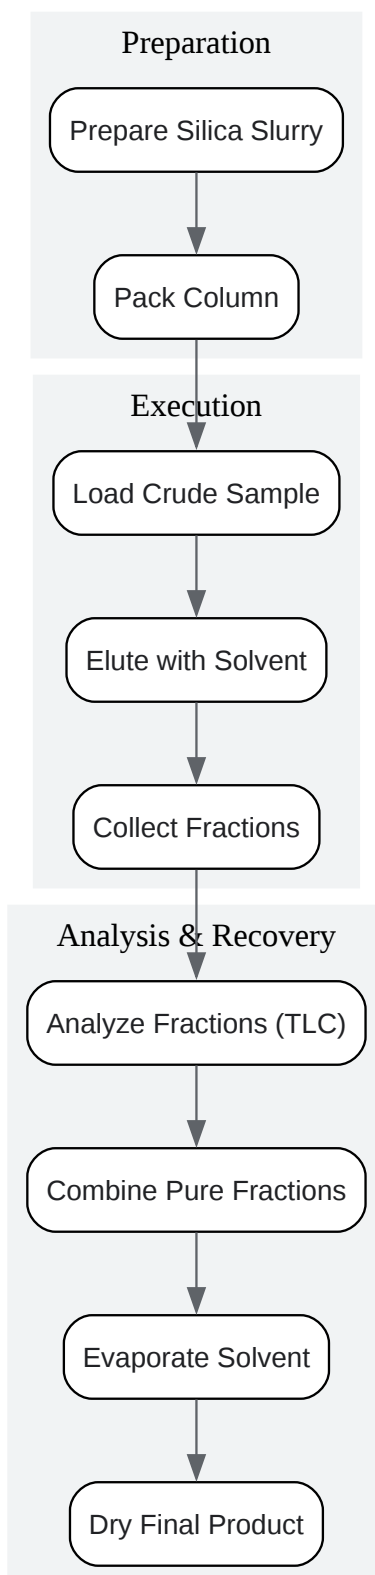 Preparation
Prepare Silica Slurry
Pack Column
Execution
Load Crude Sample
Elute with Solvent
Collect Fractions
Analysis & Recovery
Analyze Fractions (TLC)
Combine Pure Fractions
Evaporate Solvent
Dry Final Product